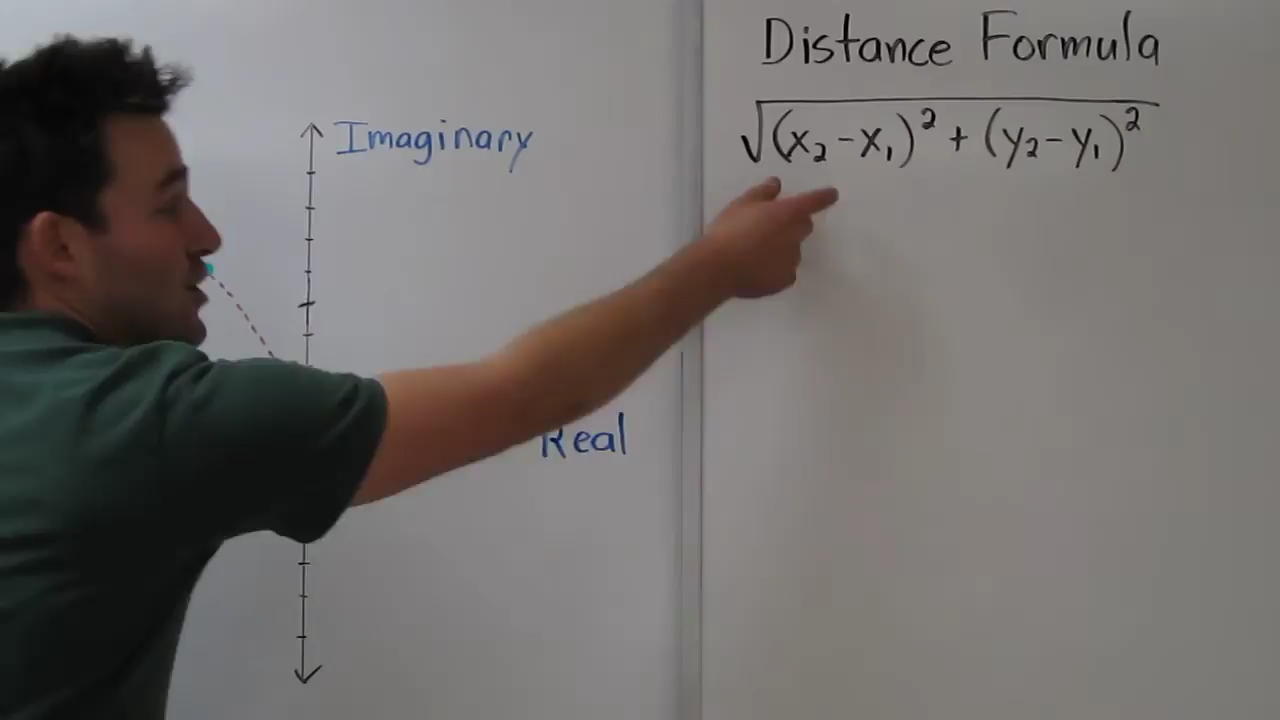 Distance Formula
√(x₂-x₁)² + (y₂-y₁)²
Imaginary
Real